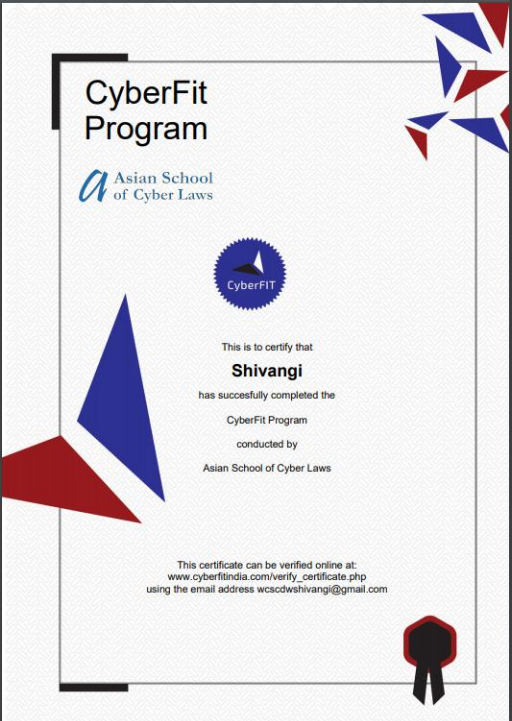 CyberFit
Program
a Asian School
of Cyber Laws
CyberFIT
This is to certify that
Shivangi
has succesfully completed the
CyberFit Program
conducted by
Asian School of Cyber Laws
This certificate can be verified online at:
www.cyberfitindia.com/verify_certificate.php
using the email address wcscdwshivangi@gmail.com